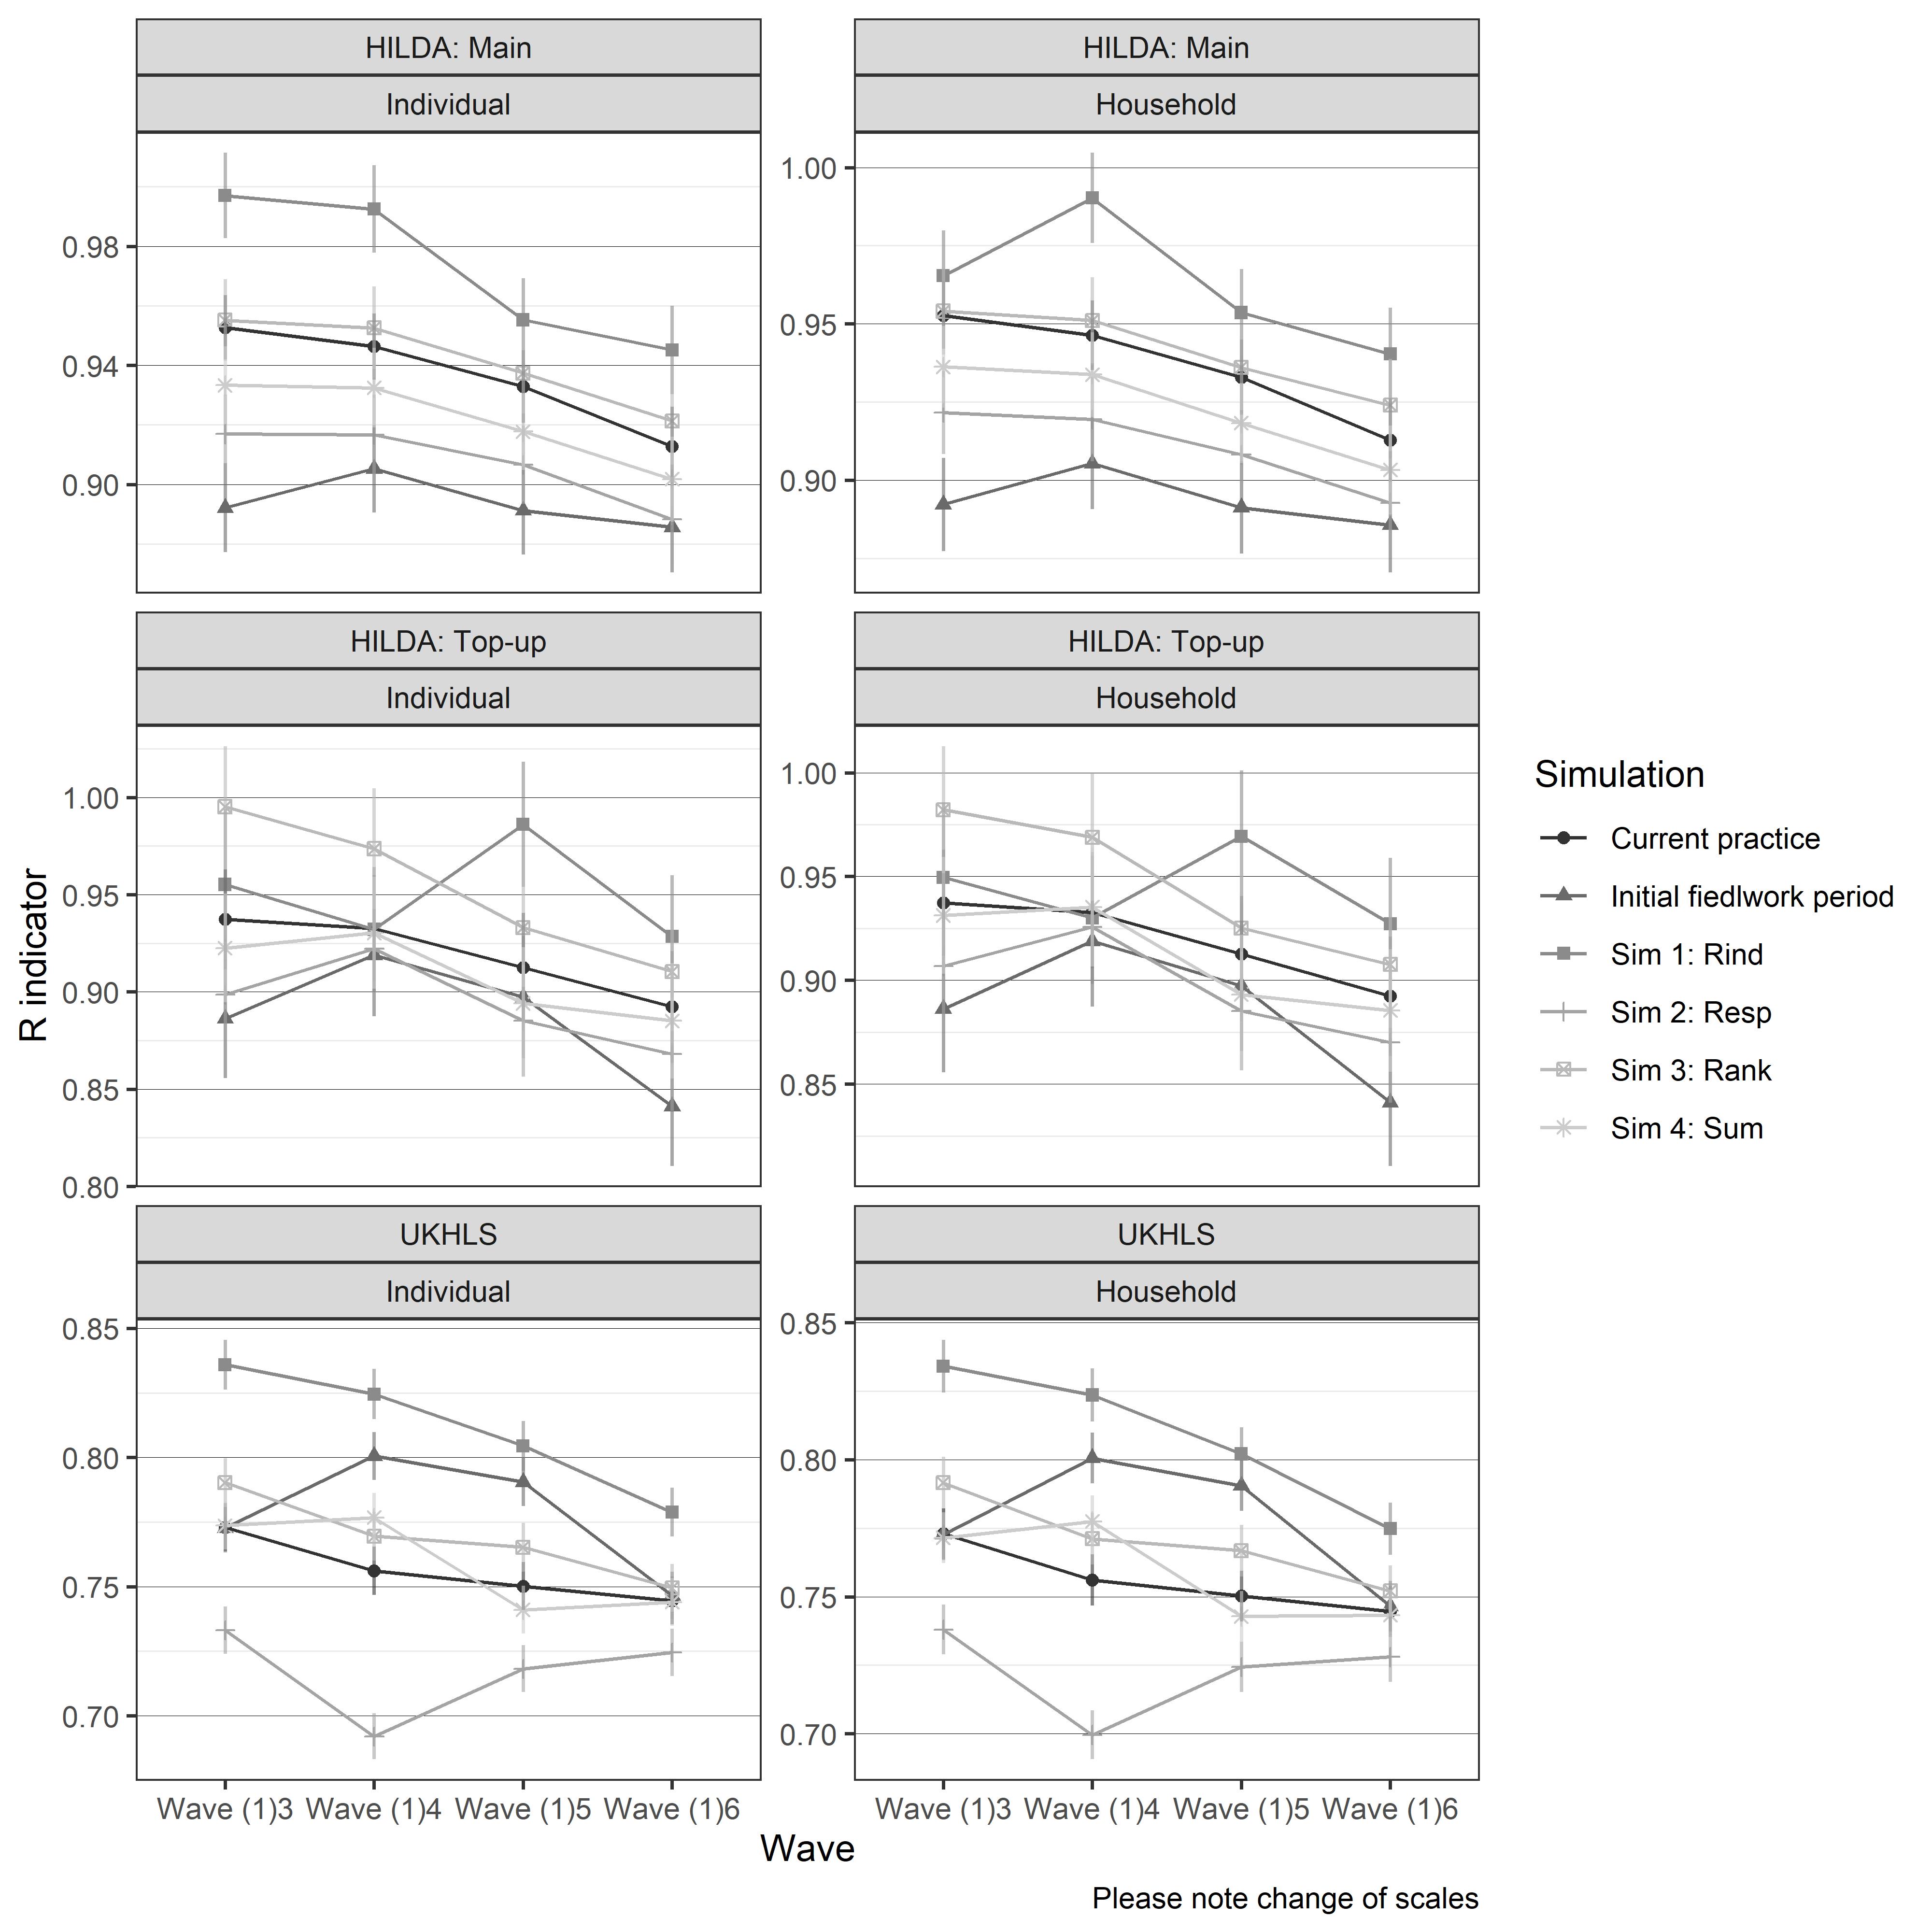 HILDA: Main
Individual
0.98
0.94
0.90
HILDA: Main
Household
1.00
0.95
0.90
HILDA: Top-up
Individual
1.00
0.95
0.90
0.85
0.80
HILDA: Top-up
Household
1.00
0.95
0.90
0.85
UKHLS
Individual
0.85
0.80
0.75
0.70
Wave (1)3 Wave (1)4 Wave (1)5 Wave (1)6
UKHLS
Household
0.85
0.80
0.75
0.70
Wave (1)3 Wave (1)4 Wave (1)5 Wave (1)6
R indicator
Wave
Simulation
Current practice
Initial fiedlwork period
Sim 1: Rind
Sim 2: Resp
Sim 3: Rank
Sim 4: Sum
Please note change of scales